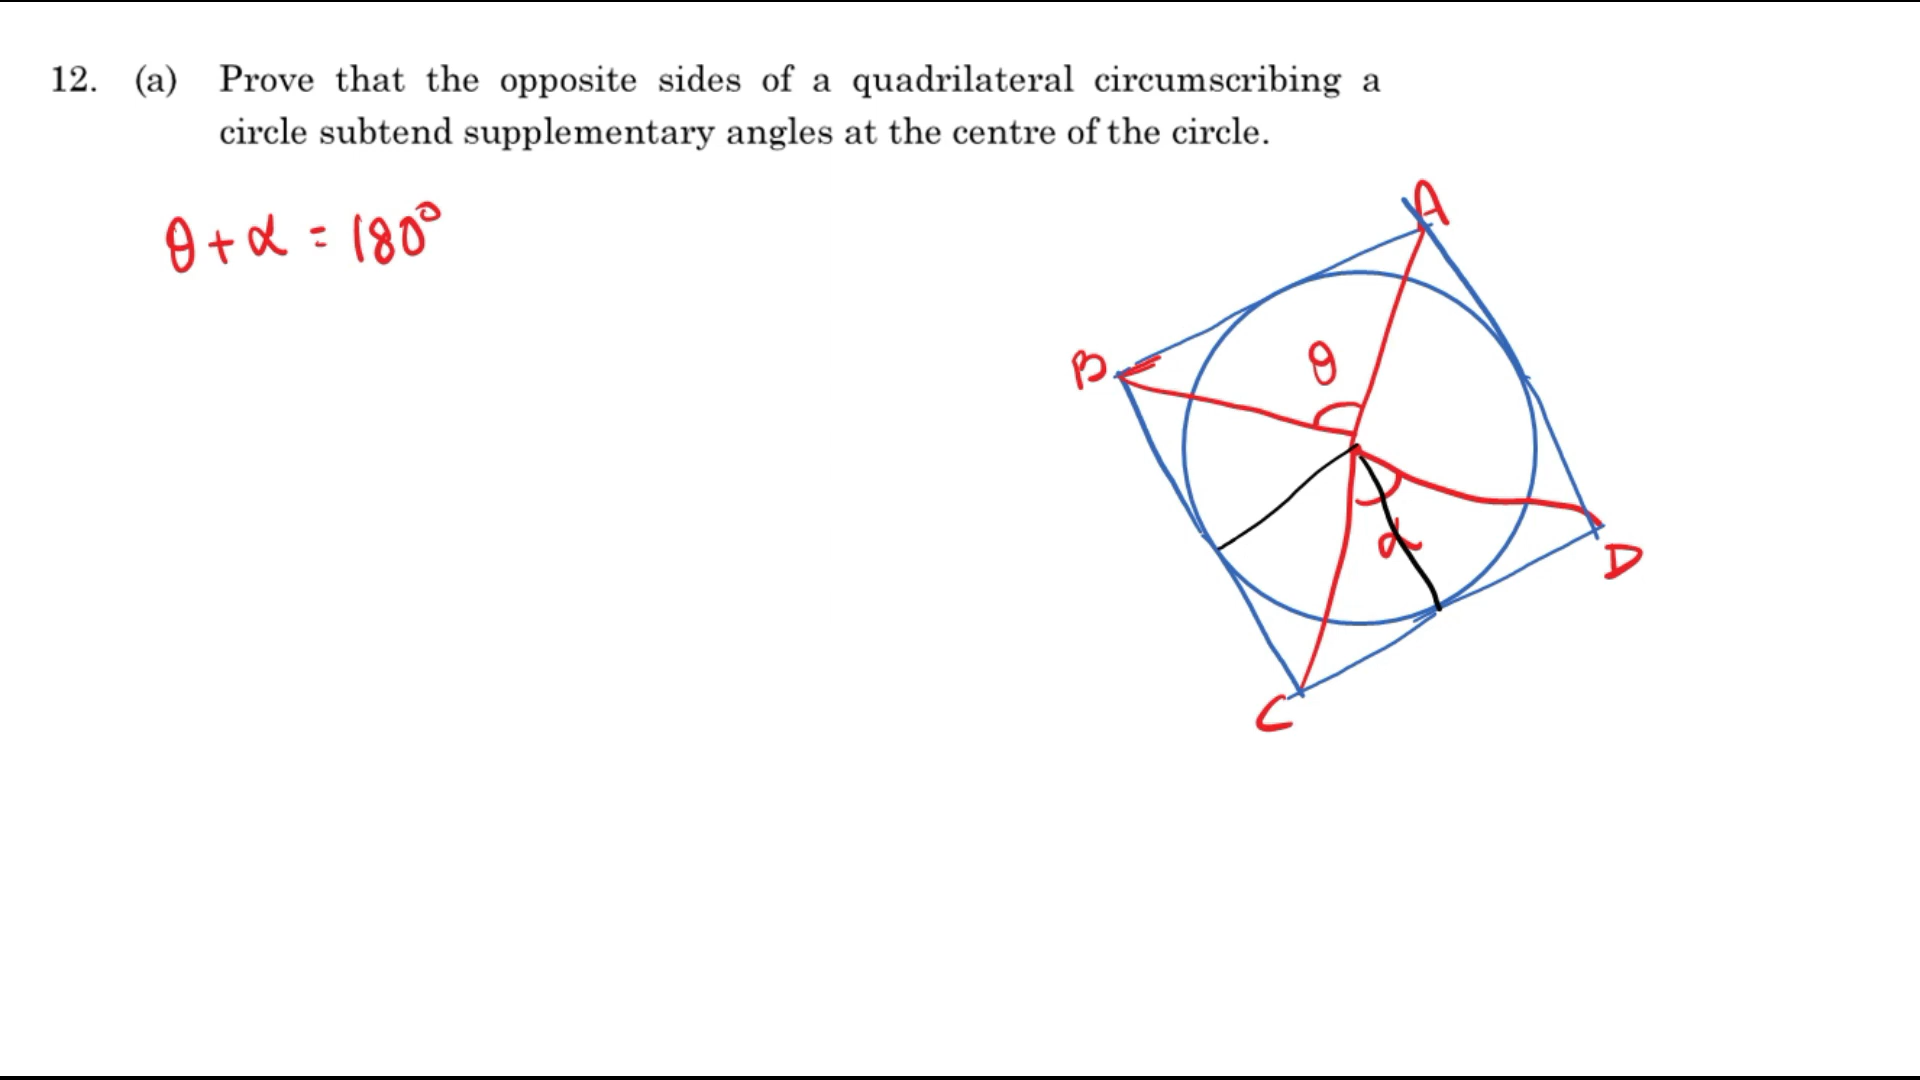 12. (a) Prove that the opposite sides of a quadrilateral circumscribing a
circle subtend supplementary angles at the centre of the circle.
θ + α = 180°
A
B
θ
α
D
C